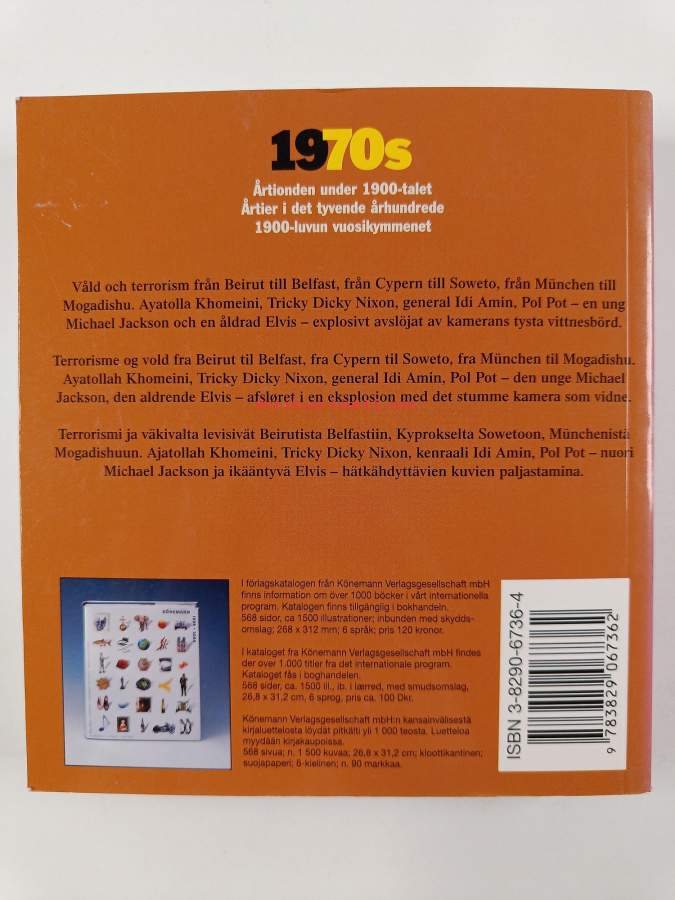 1970s
Årtionden under 1900-talet
Årtier i det tyvende århundrede
1900-luvun vuosikymmenet
Våld och terrorism från Beirut till Belfast, från Cypern till Soweto, från München till
Mogadishu. Ayatolla Khomeini, Tricky Dicky Nixon, general Idi Amin, Pol Pot – en ung
Michael Jackson och en åldrad Elvis – explosivt avslöjat av kamerans tysta vittnesbörd.
Terrorisme og vold fra Beirut til Belfast, fra Cypern til Soweto, fra München til Mogadishu.
Ayatollah Khomeini, Tricky Dicky Nixon, general Idi Amin, Pol Pot – den unge Michael
Jackson, den aldrende Elvis – afsløret i en eksplosion med det stumme kamera som vidne.
Terrorismi ja väkivalta levisivät Beirutista Belfastiin, Kyprokselta Sowetoon, Münchenistä
Mogadishuun. Ajatollah Khomeini, Tricky Dicky Nixon, kenraali Idi Amin, Pol Pot – nuori
Michael Jackson ja ikääntyvä Elvis – hätkähdyttävien kuvien paljastamina.
KÖNEMANN
I förlagskatalogen från Könemann Verlagsgesellschaft mbH
finns information om över 1000 böcker i vårt internationella
program. Katalogen finns tillgänglig i bokhandeln.
568 sidor, ca 1500 illustrationer; inbunden med skydds-
omslag; 268 x 312 mm; 6 språk; pris 120 kronor.
I kataloget fra Könemann Verlagsgesellschaft mbH findes
der over 1.000 titler fra det internationale program.
Kataloget fås i boghandelen.
568 sider, ca. 1500 ill., ib. i lærred, med smudsomslag,
26,8 x 31,2 cm, 6 sprog, pris ca. 100 Dkr.
Könemann Verlagsgesellschaft mbH:n kansainvälisestä
kirjaluettelosta löydät pitkälti yli 1 000 teosta. Luetteloa
myydään kirjakaupoissa.
568 sivua; n. 1 500 kuvaa; 26,8 x 31,2 cm; kloottikantinen;
suojapaperi; 6-kielinen; n. 90 markkaa.
ISBN 3-8290-6736-4
9 783829 067362